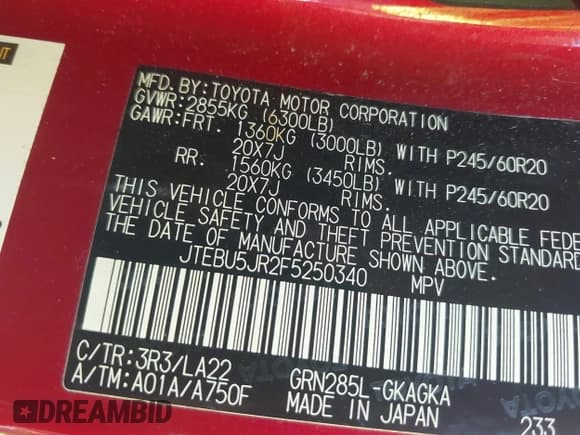 MFD. BY: TOYOTA MOTOR CORPORATION
GVWR: 2855KG (6300LB)
GAWR: FRT. 1360KG (3000LB) WITH P245/60R20
20X7J RIMS.
RR. 1560KG (3450LB) WITH P245/60R20
20X7J RIMS.
THIS VEHICLE CONFORMS TO ALL APPLICABLE FEDE
VEHICLE SAFETY AND THEFT PREVENTION STANDARD
THE DATE OF MANUFACTURE SHOWN ABOVE.
JTEBU5JR2F5250340 MPV
C/TR: 3R3/LA22
A/TM: A01A/A750F
GRN285L-GKAGKA
MADE IN JAPAN
233
DREAMBID